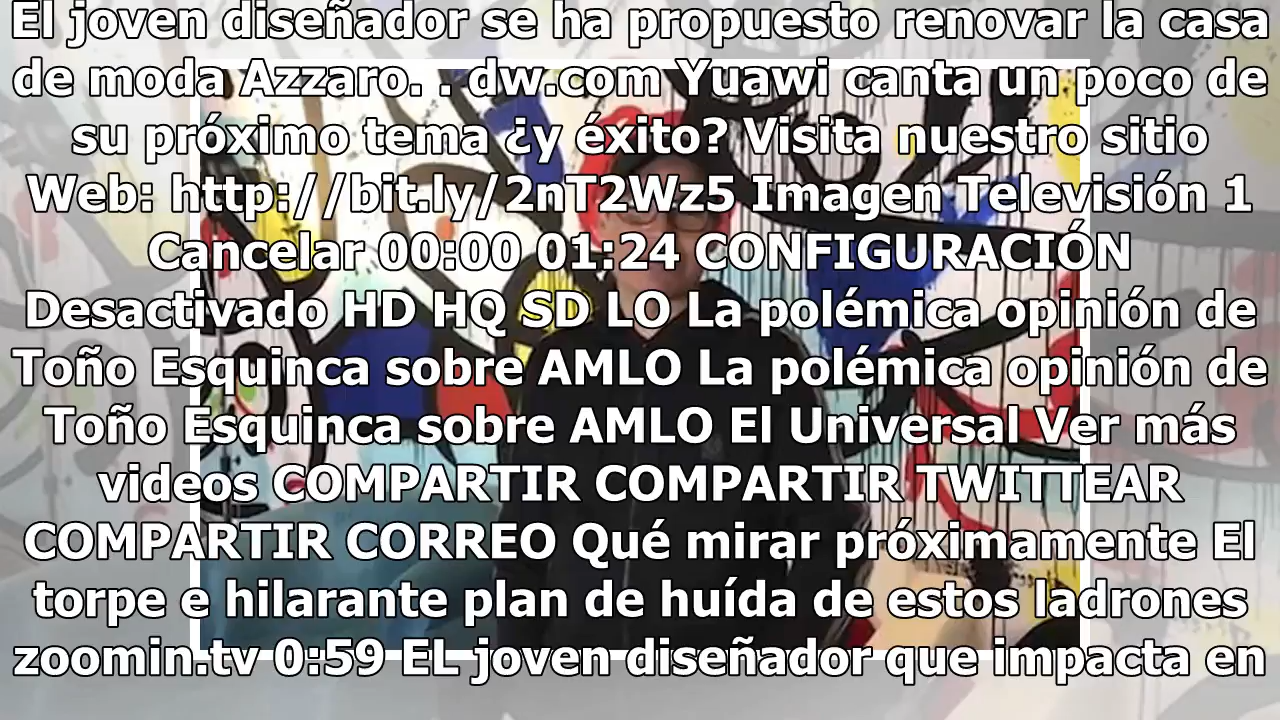 El joven diseñador se ha propuesto renovar la casa
de moda Azzaro. . dw.com Yuawi canta un poco de
su próximo tema ¿y éxito? Visita nuestro sitio
Web: http://bit.ly/2nT2Wz5 Imagen Televisión 1
Cancelar 00:00 01:24 CONFIGURACIÓN
Desactivado HD HQ SD LO La polémica opinión de
Toño Esquinca sobre AMLO La polémica opinión de
Toño Esquinca sobre AMLO El Universal Ver más
videos COMPARTIR COMPARTIR TWITTEAR
COMPARTIR CORREO Qué mirar próximamente El
torpe e hilarante plan de huída de estos ladrones
zoomin.tv 0:59 EL joven diseñador que impacta en